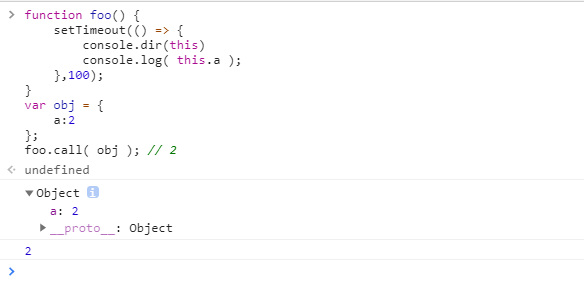 > function foo() {
setTimeout(() => {
console.dir(this)
console.log( this.a );
},100);
}
var obj = {
a:2
};
foo.call( obj ); // 2
undefined
▼Object i
a: 2
▶__proto__: Object
2
>